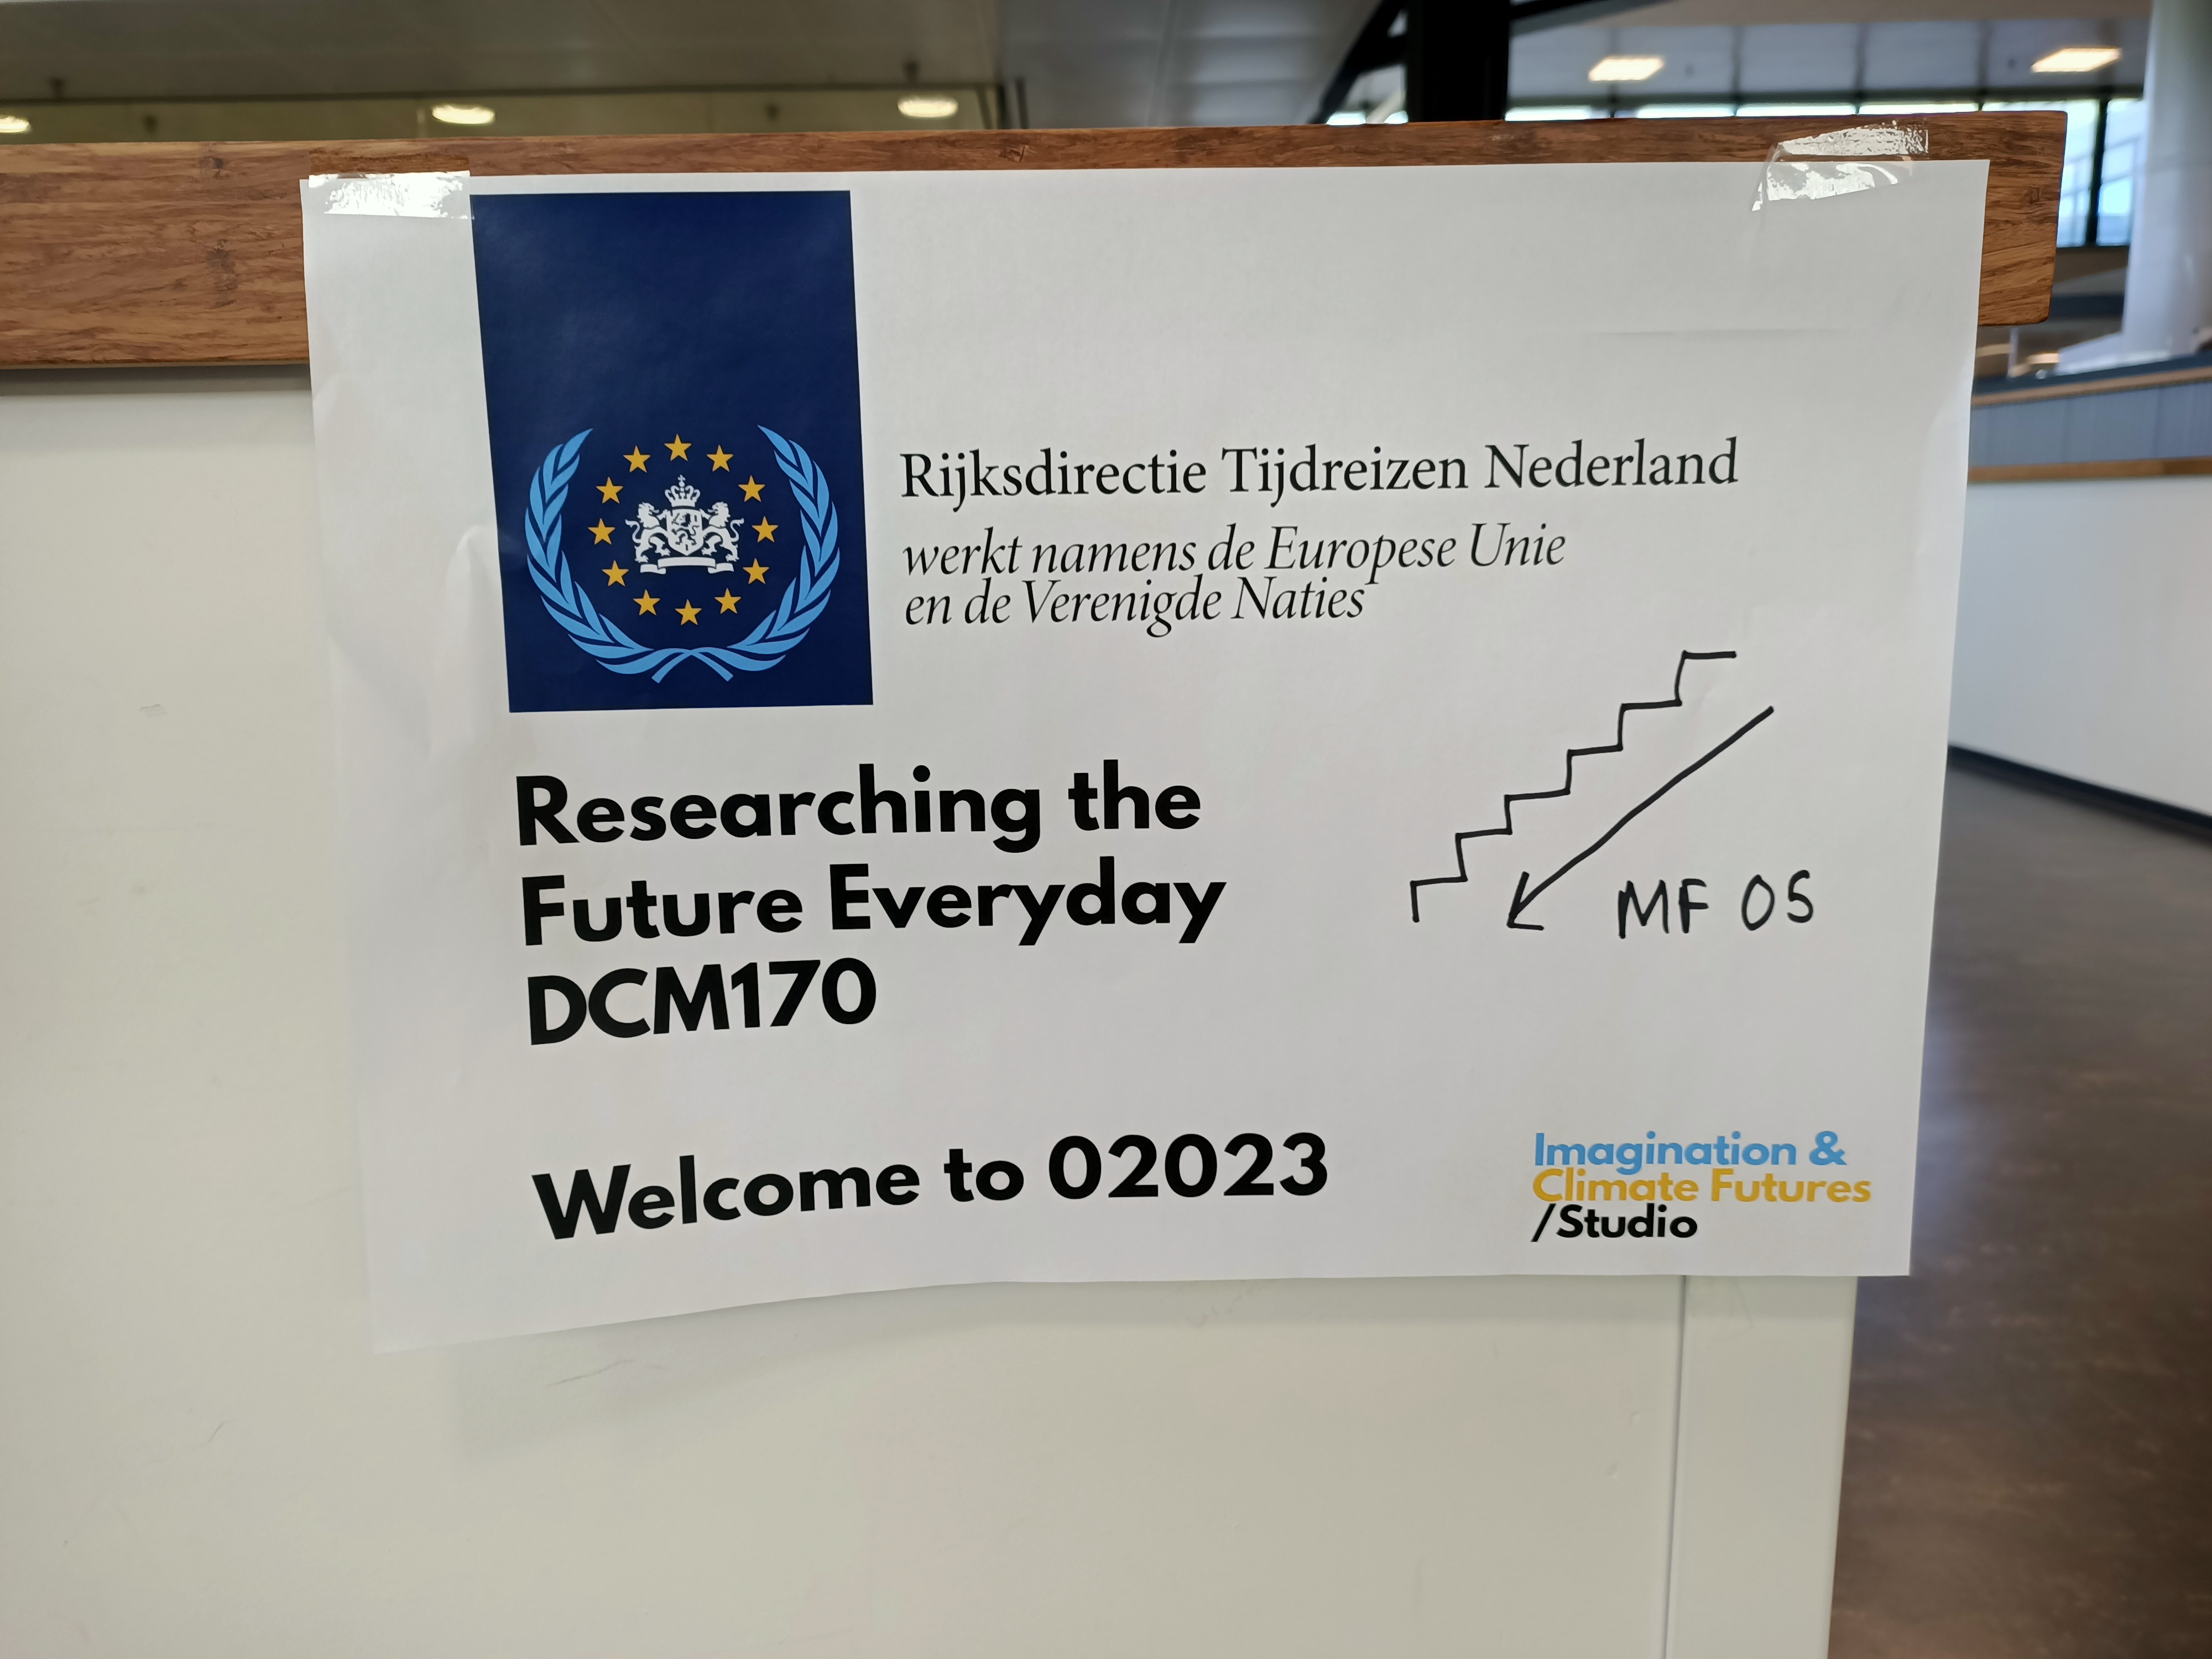 Rijksdirectie Tijdreizen Nederland
werkt namens de Europese Unie
en de Verenigde Naties
Researching the
Future Everyday
DCM170
MF 05
Welcome to 02023
Imagination &
Climate Futures
/Studio